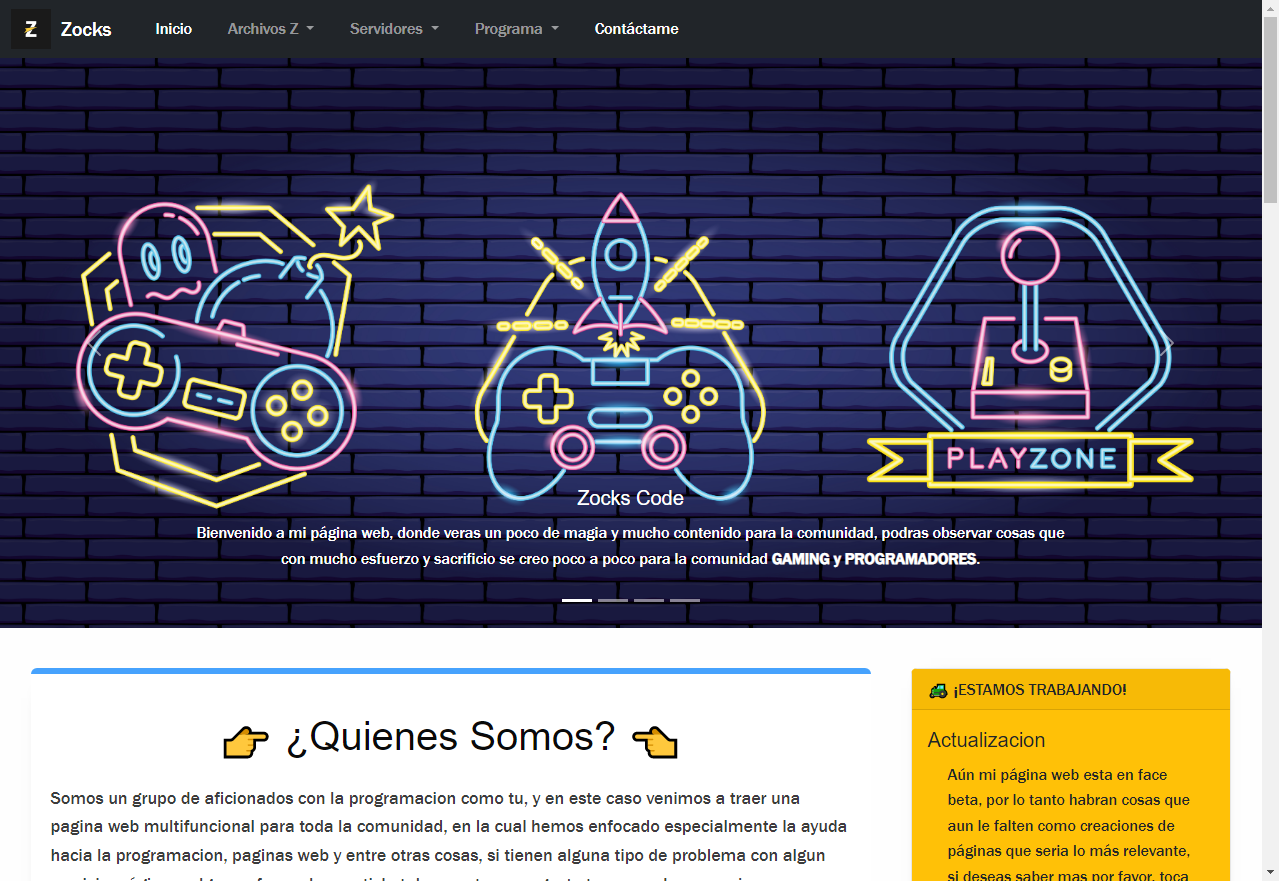 Z Zocks Inicio Archivos Z Servidores Programa Contáctame
PLAYZONE
Zocks Code
Bienvenido a mi página web, donde veras un poco de magia y mucho contenido para la comunidad, podras observar cosas que
con mucho esfuerzo y sacrificio se creo poco a poco para la comunidad GAMING y PROGRAMADORES.
👉 ¿Quienes Somos? 👈
Somos un grupo de aficionados con la programacion como tu, y en este caso venimos a traer una
pagina web multifuncional para toda la comunidad, en la cual hemos enfocado especialmente la ayuda
hacia la programacion, paginas web y entre otras cosas, si tienen alguna tipo de problema con algun
🚜 ¡ESTAMOS TRABAJANDO!
Actualizacion
Aún mi página web esta en face
beta, por lo tanto habran cosas que
aun le falten como creaciones de
páginas que seria lo más relevante,
si deseas saber mas por favor, toca